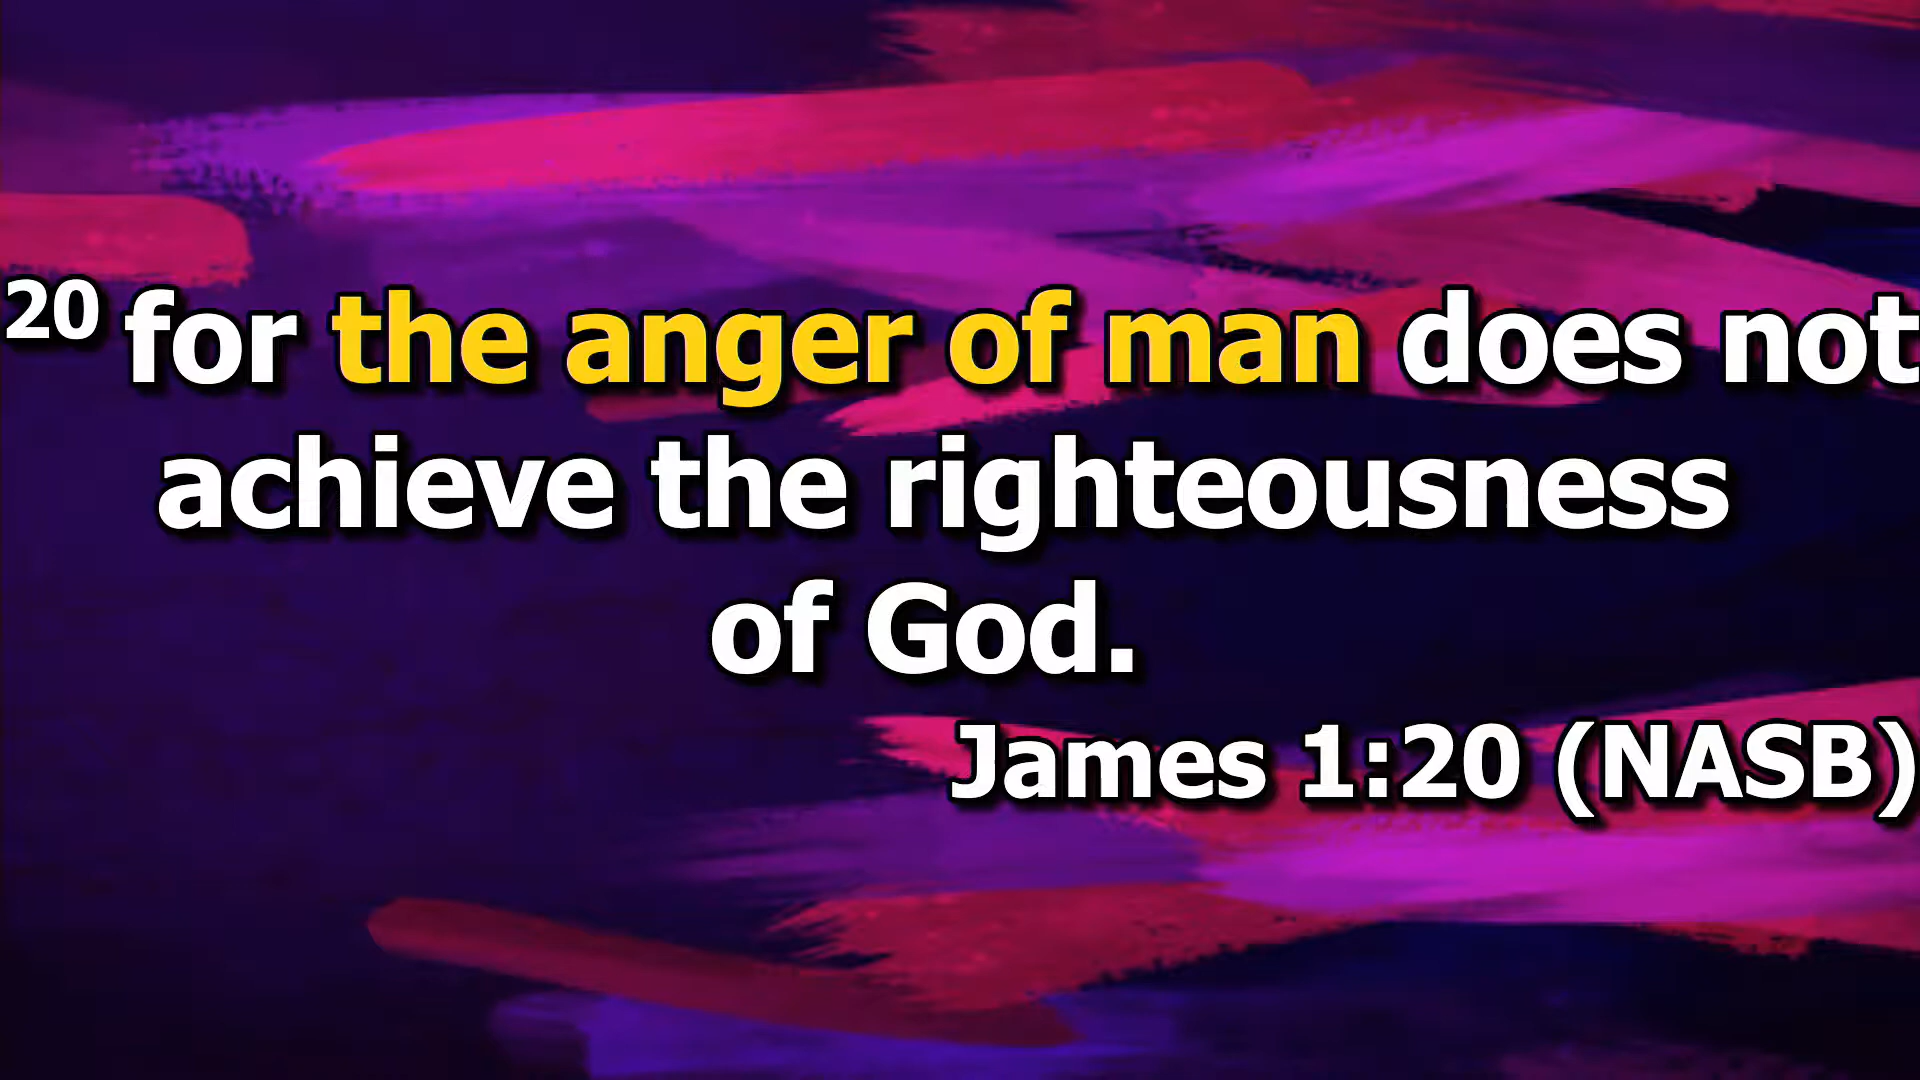 20 for the anger of man does not
achieve the righteousness
of God.
James 1:20 (NASB)